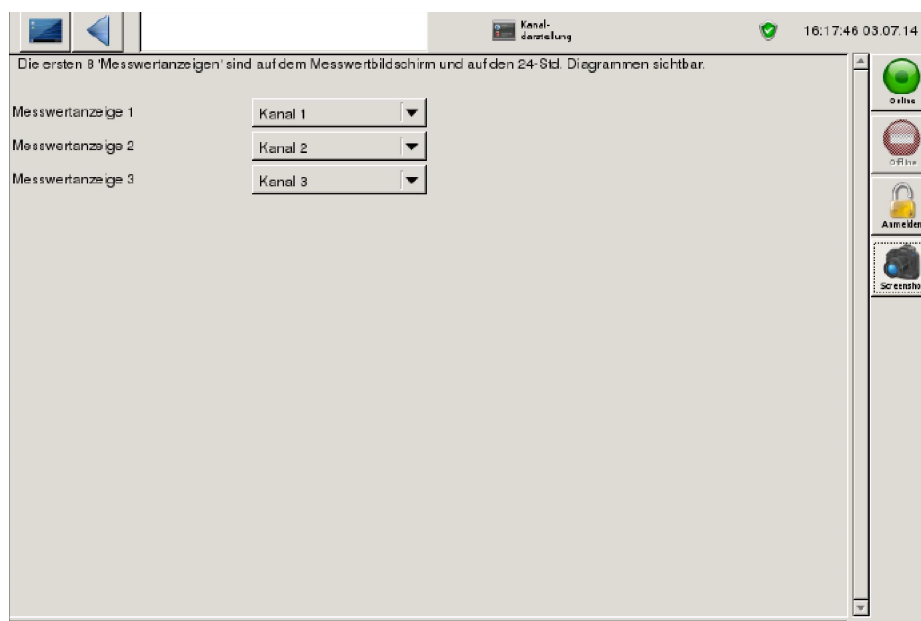 Kanal-
darstellung
16:17:46 03.07.14
Die ersten 8 'Messwertanzeigen' sind auf dem Messwertbildschirm und auf den 24-Std. Diagrammen sichtbar.
Messwertanzeige 1 Kanal 1
Messwertanzeige 2 Kanal 2
Messwertanzeige 3 Kanal 3
Online
Offline
Anmelden
Screensho